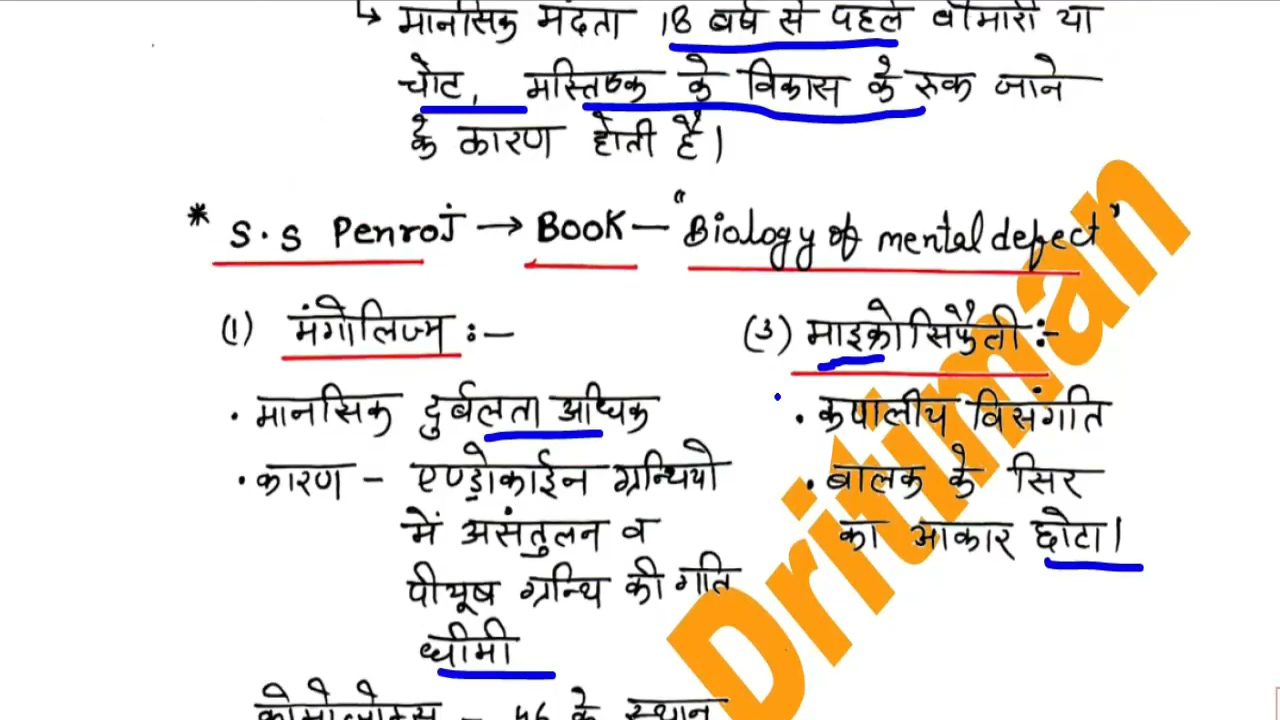 ↳ मानसिक मंदता 18 वर्ष से पहले बीमारी या
चोट, मस्तिष्क के विकास के रुक जाने
के कारण होती है।
* S.S Penroj → Book — "Biology of mental defect"
(1) मंगोलिज्म :-
• मानसिक दुर्बलता अधिक
• कारण - एण्ड्रोकाईन ग्रन्थियो
में असंतुलन व
पीयूष ग्रन्थि की गति
धीमी
- 46 के स्थान
(3) माइक्रोसिफैली :-
• कपालीय विसंगति
• बालक के सिर
का आकार छोटा।
Dritiman